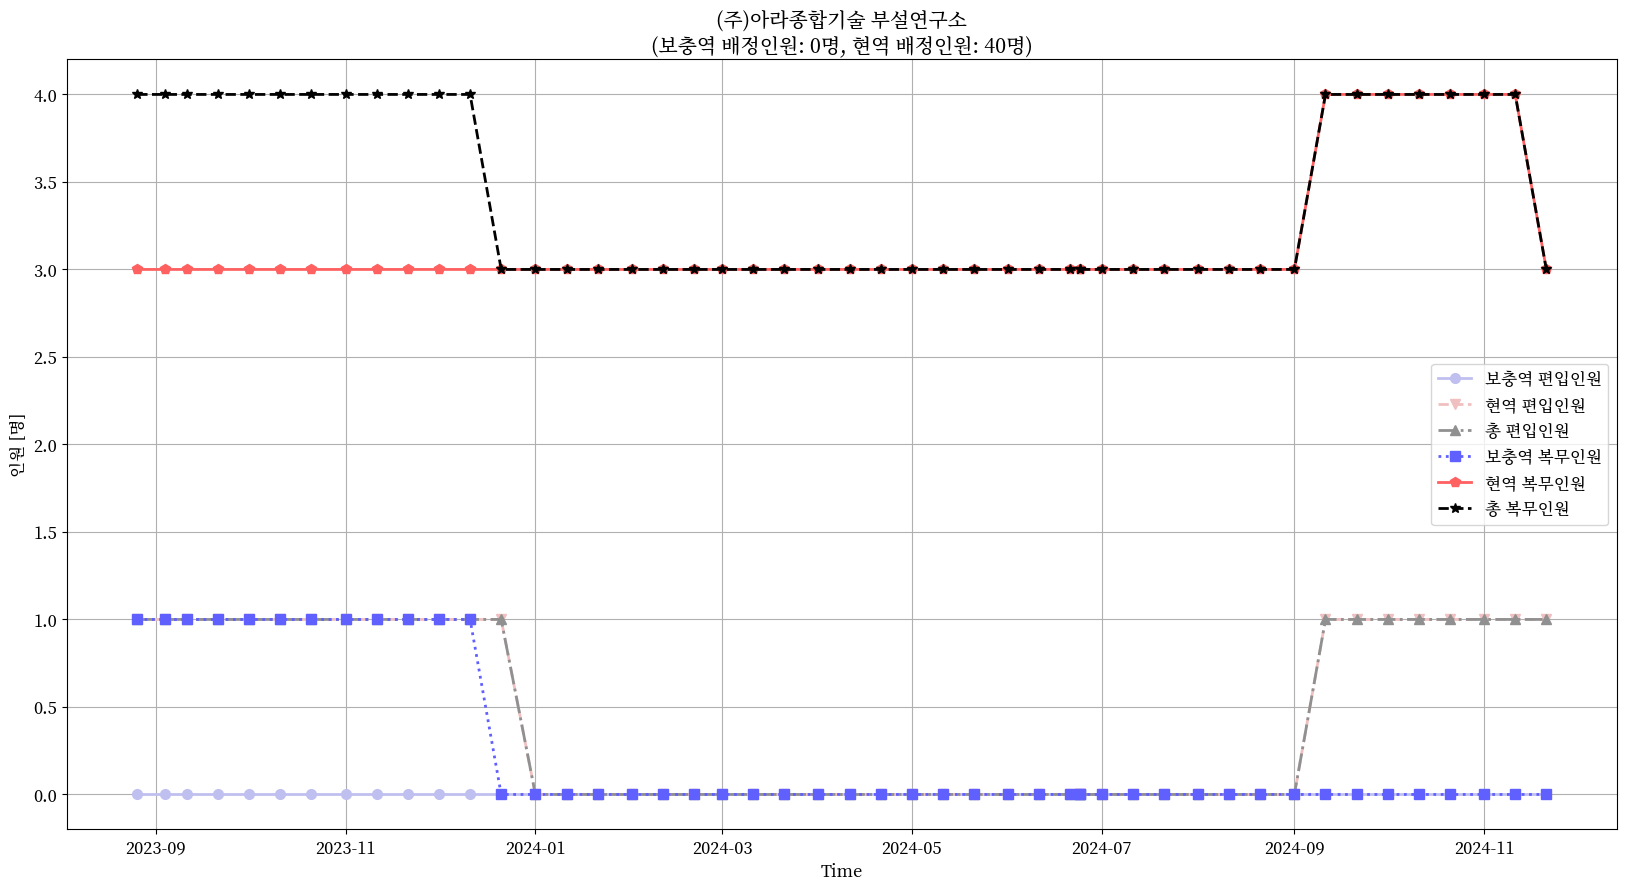 (주)아라종합기술 부설연구소
(보충역 배정인원: 0명, 현역 배정인원: 40명)
인원 [명]
4.0
3.5
3.0
2.5
2.0
1.5
1.0
0.5
0.0
보충역 편입인원
현역 편입인원
총 편입인원
보충역 복무인원
현역 복무인원
총 복무인원
2023-09
2023-11
2024-01
2024-03
2024-05
2024-07
2024-09
2024-11
Time